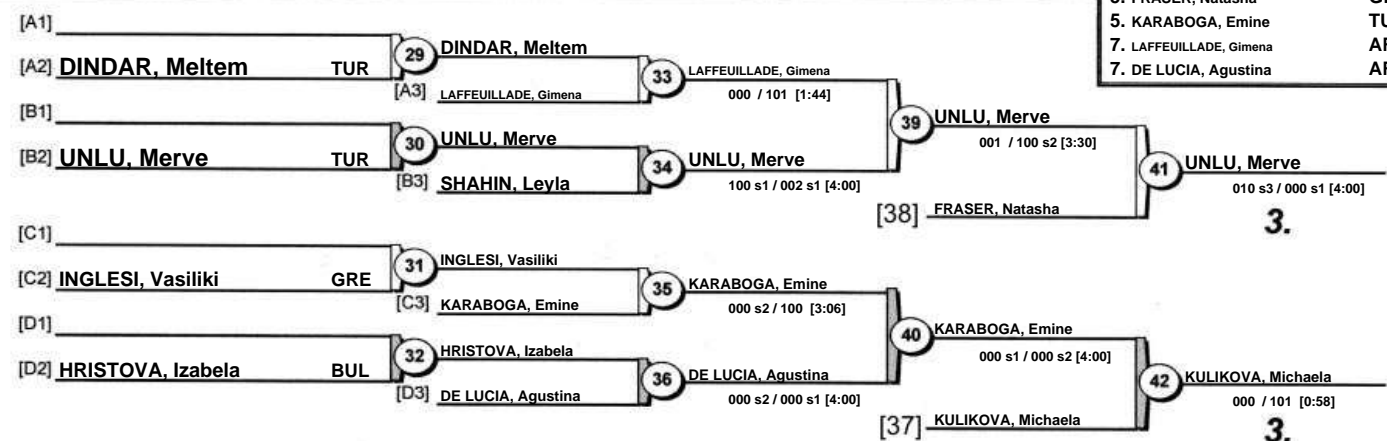 5. KARABOGA, Emine
7. LAFFEUILLADE, Gimena
7. DE LUCIA, Agustina
[A1]
[A2] DINDAR, Meltem TUR
29
DINDAR, Meltem
[A3] LAFFEUILLADE, Gimena
33
LAFFEUILLADE, Gimena
000 / 101 [1:44]
[B1]
[B2] UNLU, Merve TUR
30
UNLU, Merve
[B3] SHAHIN, Leyla
34
UNLU, Merve
100 s1 / 002 s1 [4:00]
39
UNLU, Merve
001 / 100 s2 [3:30]
[38] FRASER, Natasha
41
UNLU, Merve
010 s3 / 000 s1 [4:00]
3.
[C1]
[C2] INGLESI, Vasiliki GRE
31
INGLESI, Vasiliki
[C3] KARABOGA, Emine
35
KARABOGA, Emine
000 s2 / 100 [3:06]
[D1]
[D2] HRISTOVA, Izabela BUL
32
HRISTOVA, Izabela
[D3] DE LUCIA, Agustina
36
DE LUCIA, Agustina
000 s2 / 000 s1 [4:00]
40
KARABOGA, Emine
000 s1 / 000 s2 [4:00]
[37] KULIKOVA, Michaela
42
KULIKOVA, Michaela
000 / 101 [0:58]
3.